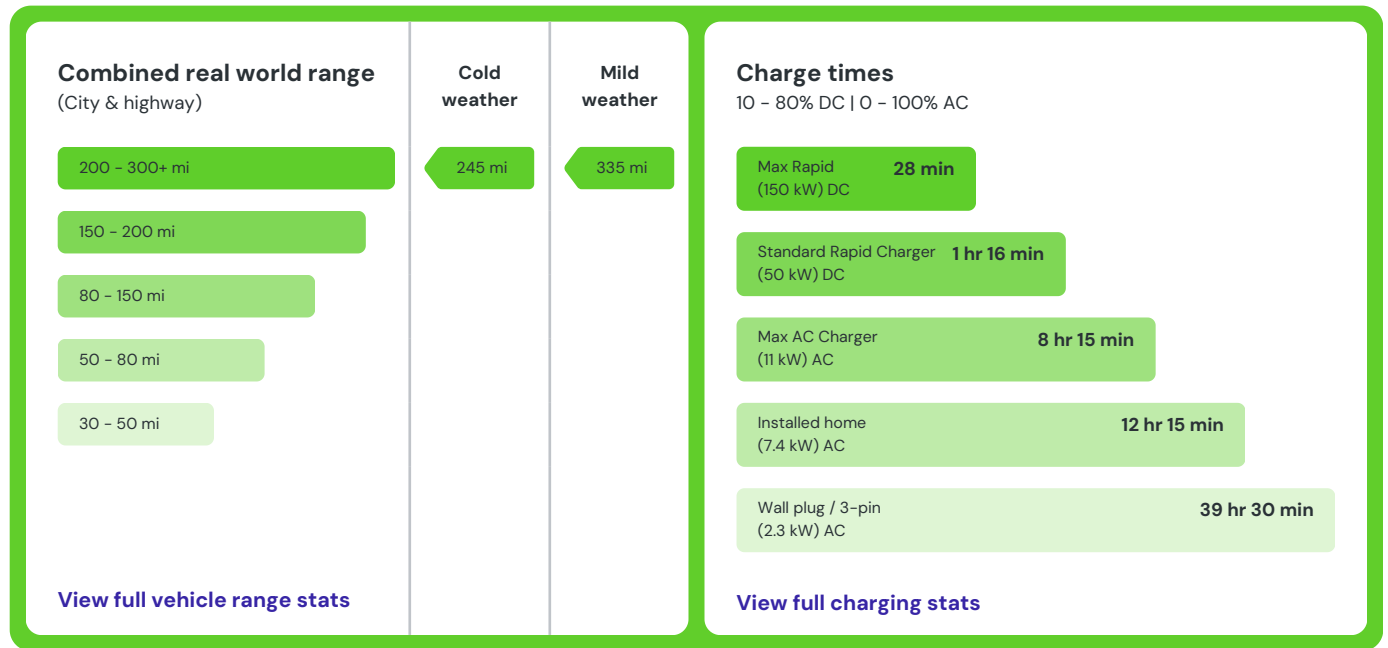 Combined real world range
(City & highway)
Cold
weather
Mild
weather
200 - 300+ mi
245 mi
335 mi
150 - 200 mi
80 - 150 mi
50 - 80 mi
30 - 50 mi
View full vehicle range stats
Charge times
10 - 80% DC | 0 - 100% AC
Max Rapid
(150 kW) DC
28 min
Standard Rapid Charger
(50 kW) DC
1 hr 16 min
Max AC Charger
(11 kW) AC
8 hr 15 min
Installed home
(7.4 kW) AC
12 hr 15 min
Wall plug / 3-pin
(2.3 kW) AC
39 hr 30 min
View full charging stats